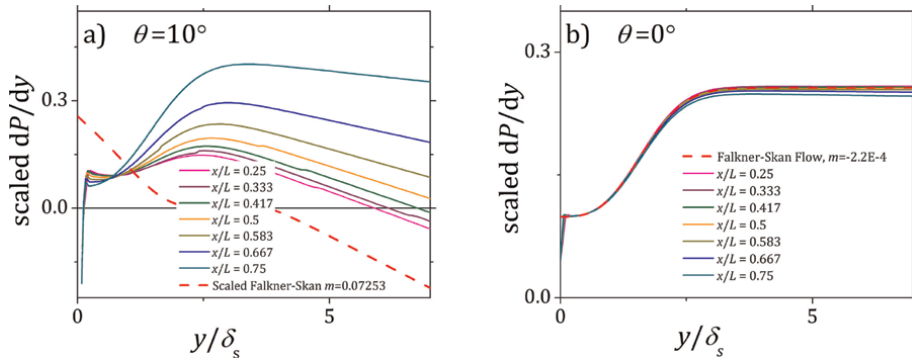 a) θ=10°
scaled dP/dy
0.3
0.0
x/L = 0.25
x/L = 0.333
x/L = 0.417
x/L = 0.5
x/L = 0.583
x/L = 0.667
x/L = 0.75
Scaled Falkner-Skan m=0.07253
0
5
y/δs
b) θ=0°
scaled dP/dy
0.3
0.0
Falkner-Skan Flow, m=-2.2E-4
x/L = 0.25
x/L = 0.333
x/L = 0.417
x/L = 0.5
x/L = 0.583
x/L = 0.667
x/L = 0.75
0
5
y/δs